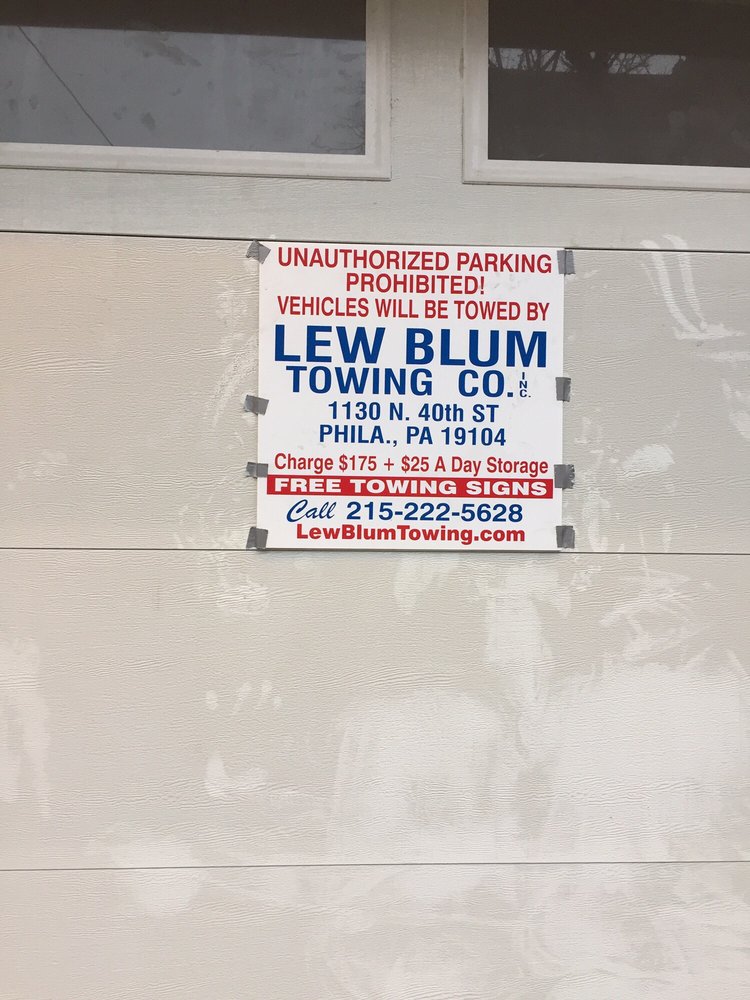 UNAUTHORIZED PARKING
PROHIBITED!
VEHICLES WILL BE TOWED BY
LEW BLUM
TOWING CO. INC.
1130 N. 40th ST
PHILA., PA 19104
Charge $175 + $25 A Day Storage
FREE TOWING SIGNS
Call 215-222-5628
LewBlumTowing.com